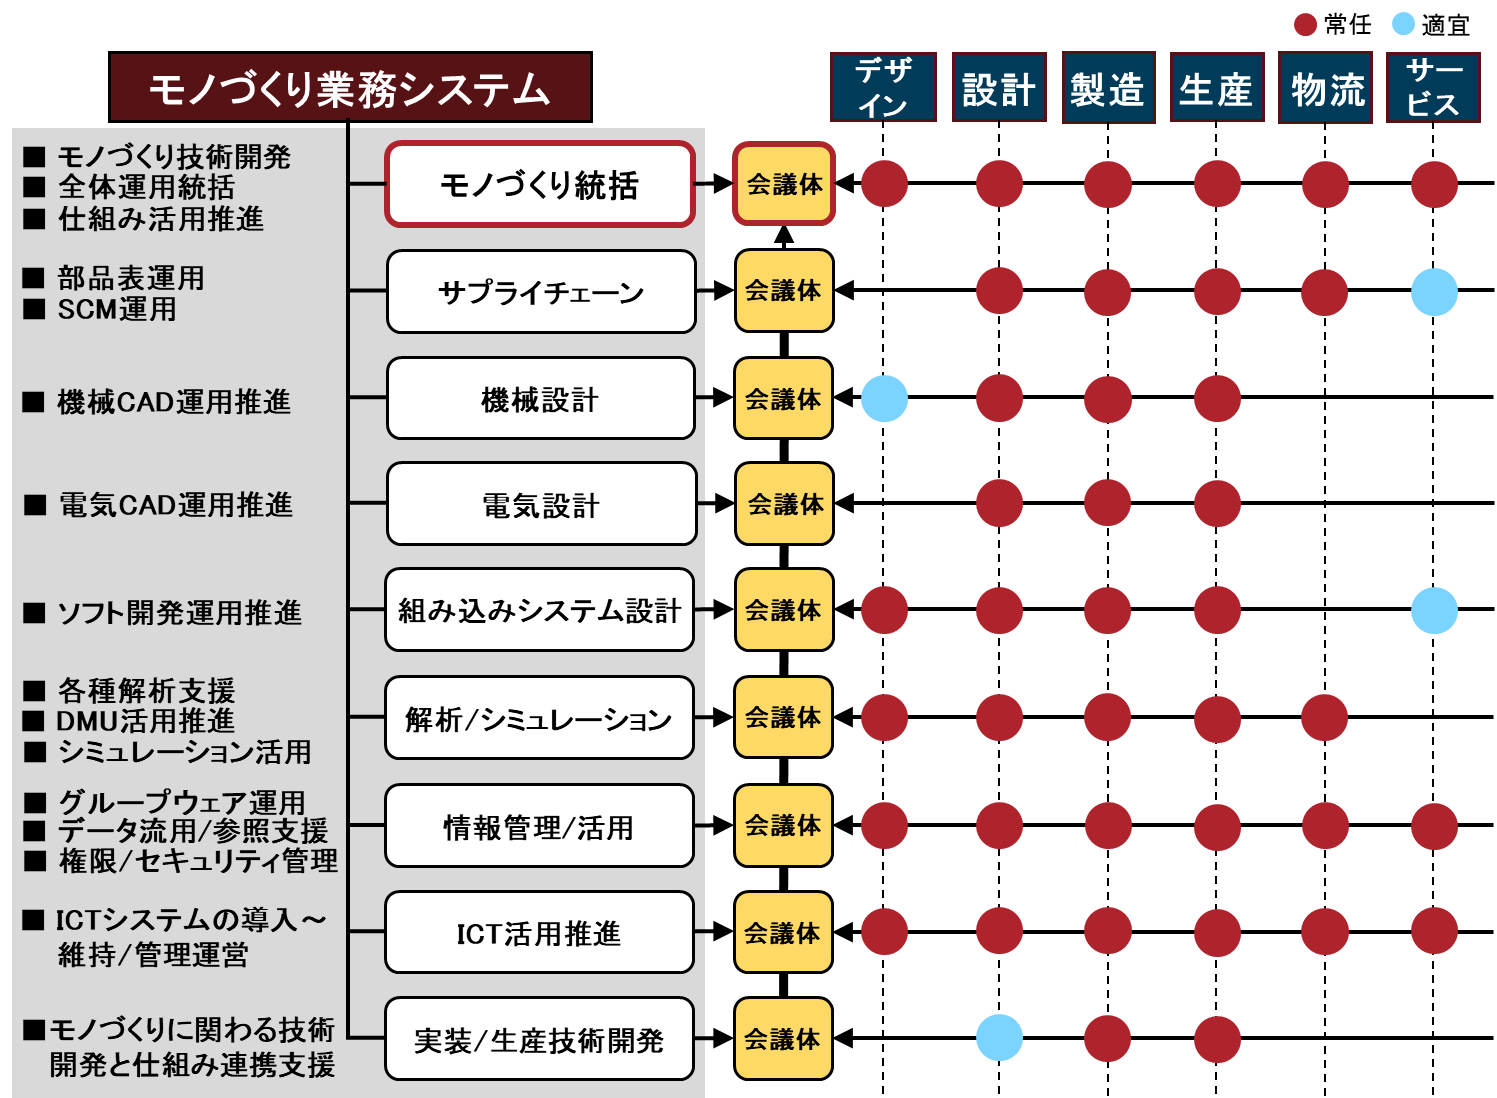 常任
適宜
モノづくり業務システム
デザ
イン
設計
製造
生産
物流
サー
ビス
■ モノづくり技術開発
■ 全体運用統括
■ 仕組み活用推進
モノづくり統括
会議体
■ 部品表運用
■ SCM運用
サプライチェーン
会議体
■ 機械CAD運用推進
機械設計
会議体
■ 電気CAD運用推進
電気設計
会議体
■ ソフト開発運用推進
組み込みシステム設計
会議体
■ 各種解析支援
■ DMU活用推進
■ シミュレーション活用
解析/シミュレーション
会議体
■ グループウェア運用
■ データ流用/参照支援
■ 権限/セキュリティ管理
情報管理/活用
会議体
■ ICTシステムの導入～
維持/管理運営
ICT活用推進
会議体
■モノづくりに関わる技術
開発と仕組み連携支援
実装/生産技術開発
会議体